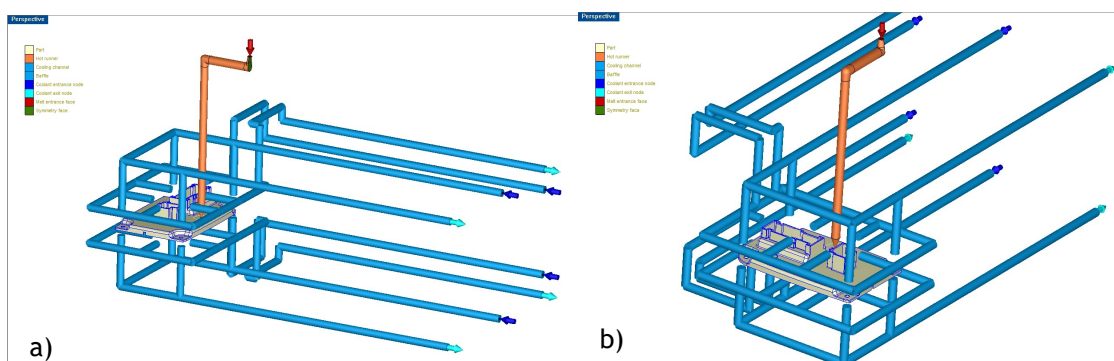 Perspective
Part
Hot runner
Cooling channel
Baffle
Coolant entrance node
Coolant exit node
Melt entrance face
Symmetry face
a)
Perspective
Part
Hot runner
Cooling channel
Baffle
Coolant entrance node
Coolant exit node
Melt entrance face
Symmetry face
b)